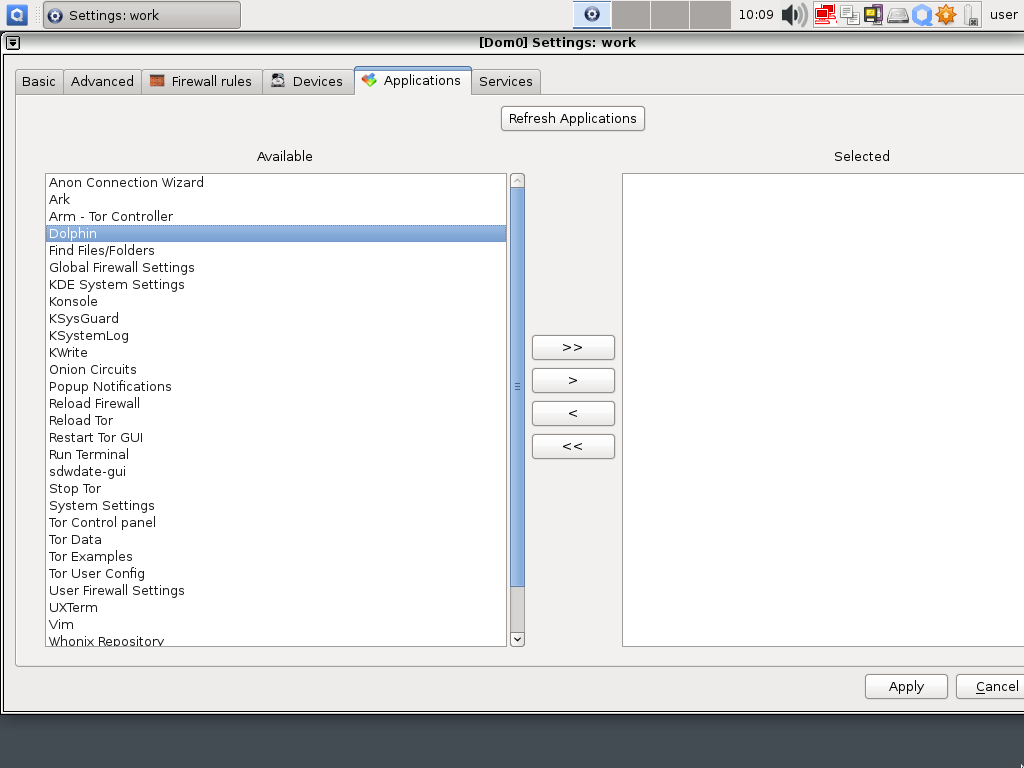 Settings: work
10:09
user
[Dom0] Settings: work
Basic
Advanced
Firewall rules
Devices
Applications
Services
Refresh Applications
Available
Selected
Anon Connection Wizard
Ark
Arm - Tor Controller
Dolphin
Find Files/Folders
Global Firewall Settings
KDE System Settings
Konsole
KSysGuard
KSystemLog
KWrite
Onion Circuits
Popup Notifications
Reload Firewall
Reload Tor
Restart Tor GUI
Run Terminal
sdwdate-gui
Stop Tor
System Settings
Tor Control panel
Tor Data
Tor Examples
Tor User Config
User Firewall Settings
UXTerm
Vim
Whonix Repository
>>
>
<
<<
Apply
Cancel